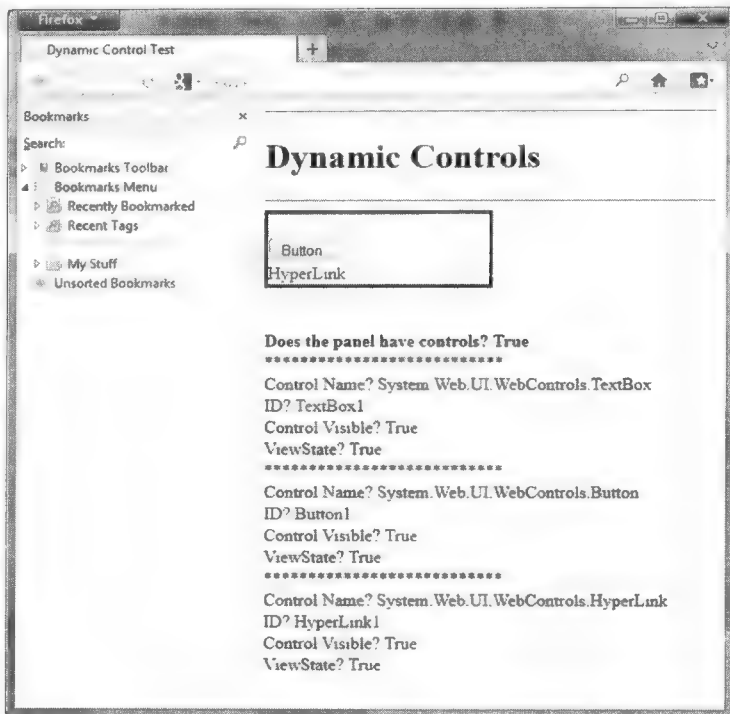 Firefox
Dynamic Control Test
+
Bookmarks
×
Search:
Bookmarks Toolbar
Bookmarks Menu
Recently Bookmarked
Recent Tags
My Stuff
Unsorted Bookmarks
Dynamic Controls
Button
HyperLink
Does the panel have controls? True
***************************
Control Name? System.Web.UI.WebControls.TextBox
ID? TextBox1
Control Visible? True
ViewState? True
***************************
Control Name? System.Web.UI.WebControls.Button
ID? Button1
Control Visible? True
ViewState? True
***************************
Control Name? System.Web.UI.WebControls.HyperLink
ID? HyperLink1
Control Visible? True
ViewState? True